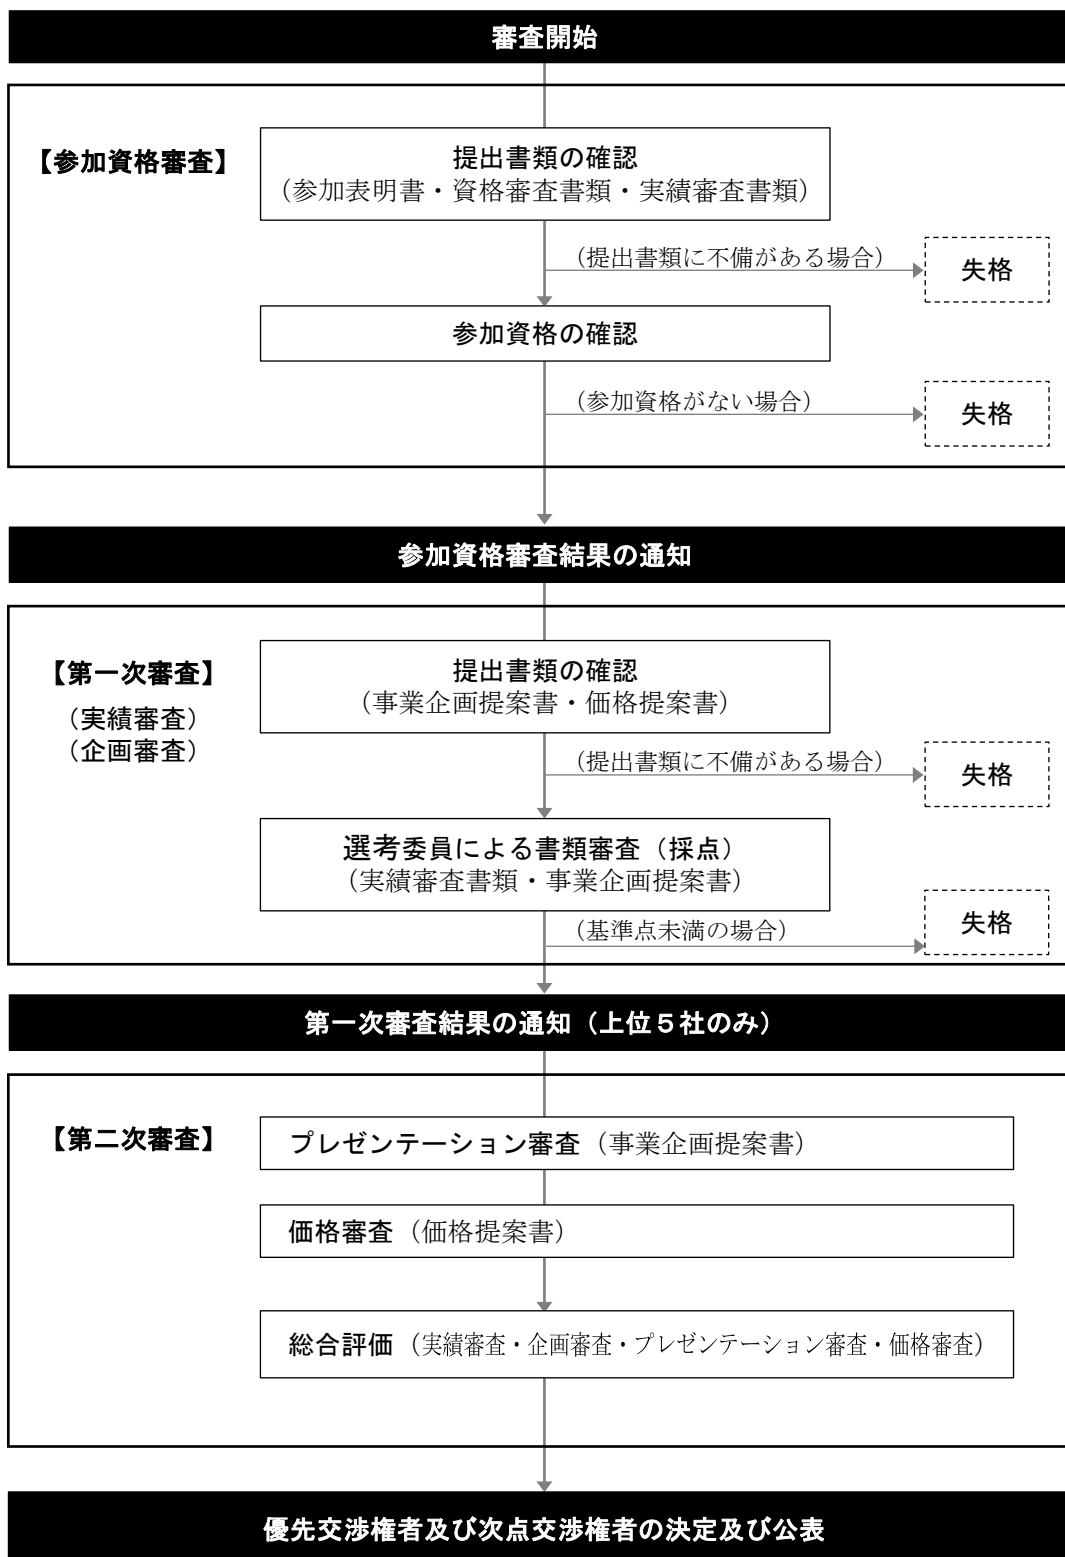 審査開始
【参加資格審査】
提出書類の確認
（参加表明書・資格審査書類・実績審査書類）
（提出書類に不備がある場合）
失格
参加資格の確認
（参加資格がない場合）
失格
参加資格審査結果の通知
【第一次審査】
（実績審査）
（企画審査）
提出書類の確認
（事業企画提案書・価格提案書）
（提出書類に不備がある場合）
失格
選考委員による書類審査（採点）
（実績審査書類・事業企画提案書）
（基準点未満の場合）
失格
第一次審査結果の通知（上位５社のみ）
【第二次審査】
プレゼンテーション審査（事業企画提案書）
価格審査（価格提案書）
総合評価（実績審査・企画審査・プレゼンテーション審査・価格審査）
優先交渉権者及び次点交渉権者の決定及び公表